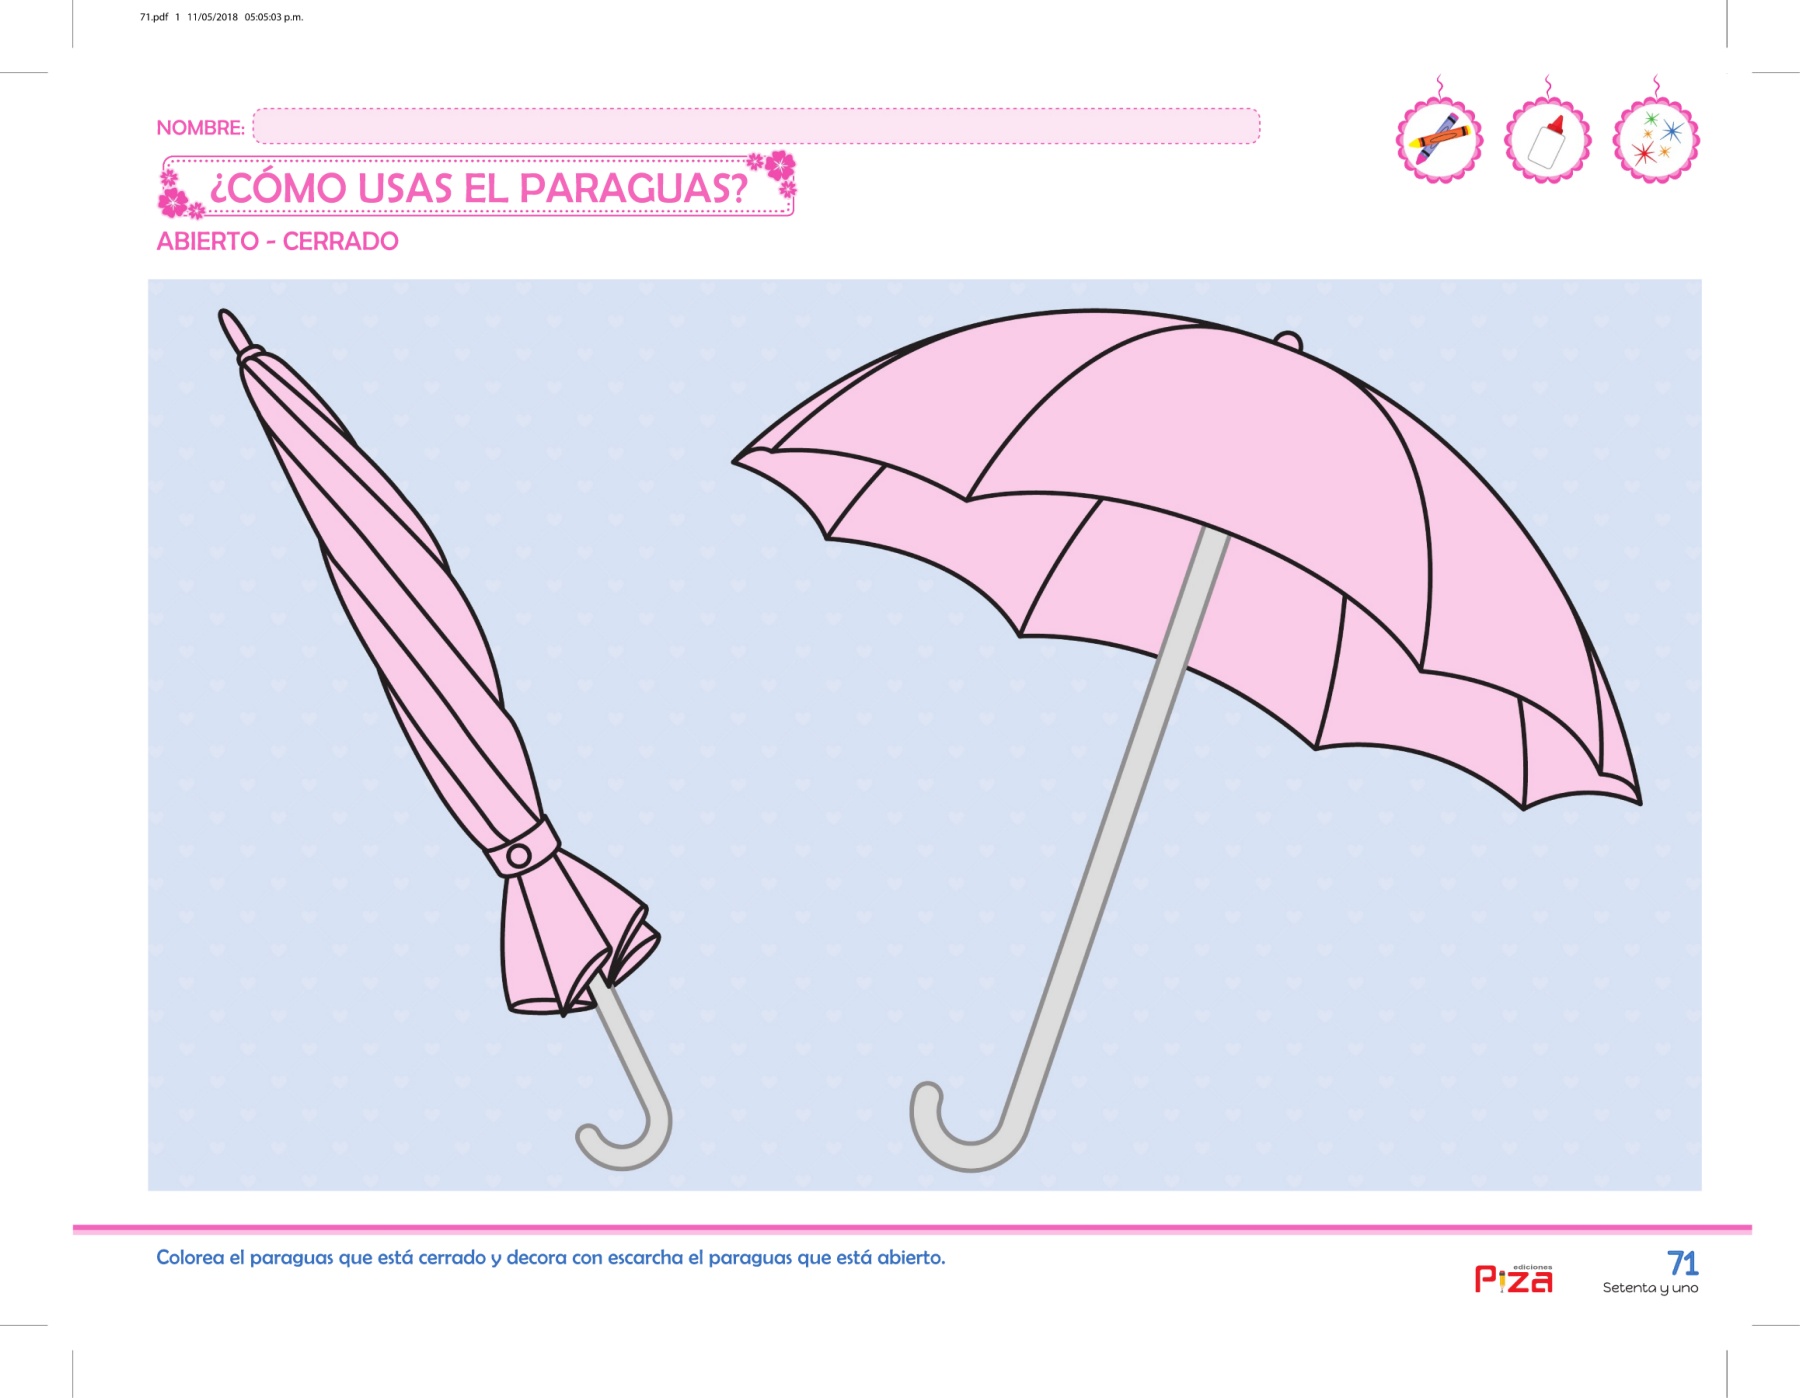 71.pdf 1 11/05/2018 05:05:03 p.m.
NOMBRE:
¿CÓMO USAS EL PARAGUAS?
ABIERTO - CERRADO
Colorea el paraguas que está cerrado y decora con escarcha el paraguas que está abierto.
ediciones
Piza
71
Setenta y uno